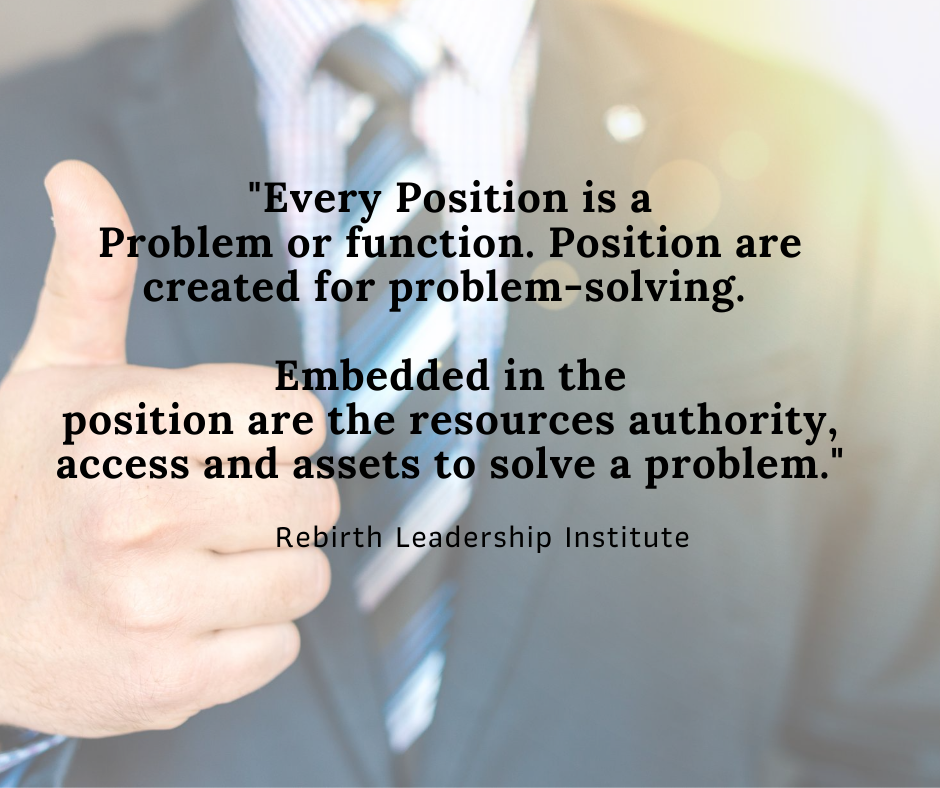 "Every Position is a
Problem or function. Position are
created for problem-solving.
Embedded in the
position are the resources authority,
access and assets to solve a problem."
Rebirth Leadership Institute